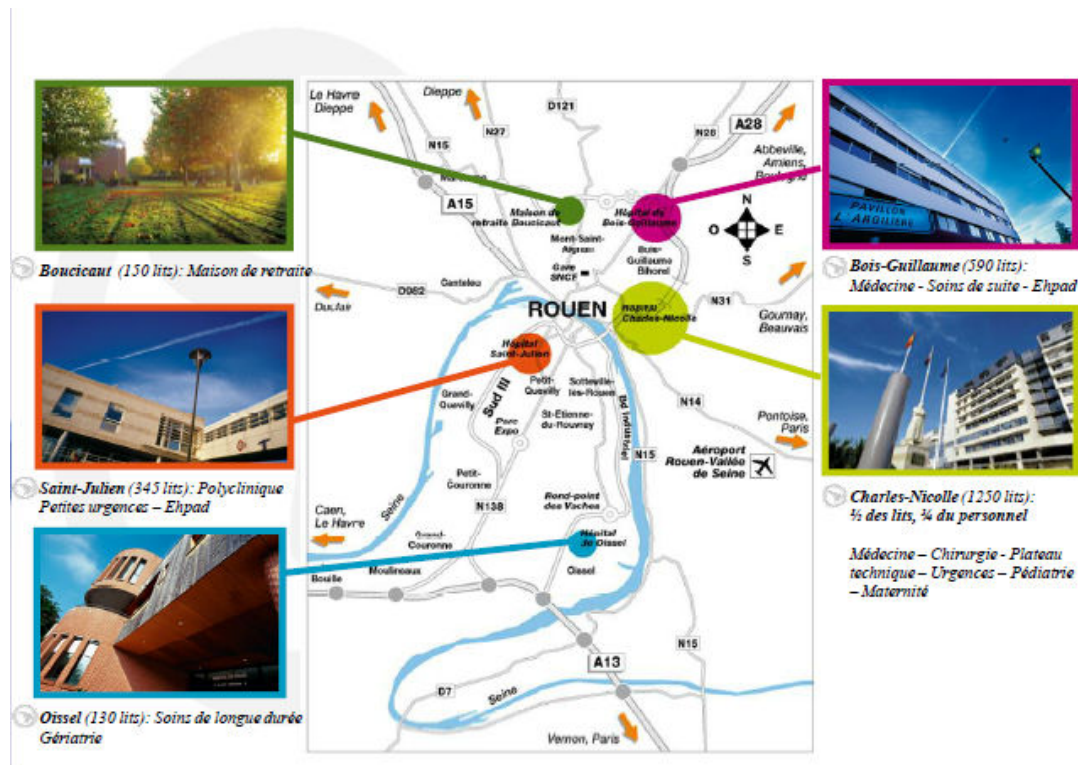 Boucicaut (150 lits): Maison de retraite
Saint-Julien (345 lits): Polyclinique
Petites urgences – Ehpad
Oissel (130 lits): Soins de longue durée
Gériatrie
Le Havre
Dieppe
Dieppe
D121
N28
A28
Abbeville,
Amiens,
Boulogne
N27
N15
A15
Maison de
retraite Boucicaut
Hôpital de
Bois-Guillaume
N
O
E
S
Mont-Saint-
Aignan
Bois-
Guillaume
Bihorel
Gare
SNCF
Canteleu
D982
Duclair
ROUEN
Hôpital
Charles-Nicolle
N31
Gournay,
Beauvais
Hôpital
Saint-Julien
Petit-
Quevilly
Sotteville-
lès-Rouen
Grand-
Quevilly
Sud III
Parc
Expo
St-Etienne-
du-Rouvray
Bd Industriel
N14
Pontoise,
Paris
Aéroport
Rouen-Vallée
de Seine
N15
Petit-
Couronne
N138
Rond-point
des Vaches
Seine
Caen,
Le Havre
Grand-
Couronne
Hôpital
de Oissel
Bouille
Moulineaux
Oissel
N15
A13
D7
Seine
Vernon, Paris
PAVILLON
L'ARGILIERE
Bois-Guillaume (590 lits):
Médecine - Soins de suite - Ehpad
Charles-Nicolle (1250 lits):
½ des lits, ¾ du personnel
Médecine – Chirurgie - Plateau
technique – Urgences – Pédiatrie
– Maternité